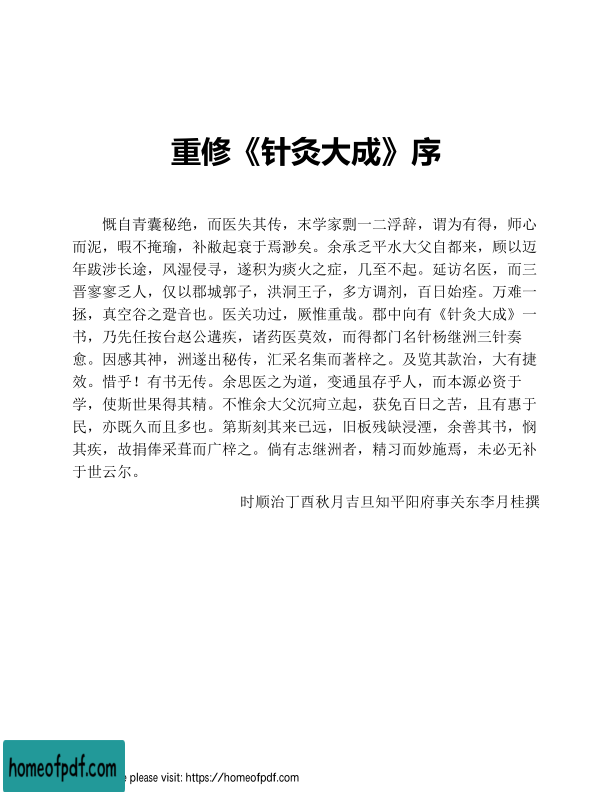 重修《针灸大成》序
慨自青囊秘绝，而医失其传，末学家剽一二浮辞，谓为有得，师心
而泥，暇不掩瑜，补敝起衰于焉渺矣。余承乏平水大父自都来，顾以迈
年跋涉长途，风湿侵寻，遂积为痰火之症，几至不起。延访名医，而三
晋寥寥乏人，仅以郡城郭子，洪洞王子，多方调剂，百日始痊。万难一
拯，真空谷之跫音也。医关功过，厥惟重哉。郡中向有《针灸大成》一
书，乃先任按台赵公遘疾，诸药医莫效，而得都门名针杨继洲三针奏
愈。因感其神，洲遂出秘传，汇采名集而著梓之。及览其款治，大有捷
效。惜乎！有书无传。余思医之为道，变通虽存乎人，而本源必资于
学，使斯世果得其精。不惟余大父沉疴立起，获免百日之苦，且有惠于
民，亦既久而且多也。第斯刻其来已远，旧板残缺浸湮，余善其书，悯
其疾，故捐俸采葺而广梓之。倘有志继洲者，精习而妙施焉，未必无补
于世云尔。
时顺治丁酉秋月吉旦知平阳府事关东李月桂撰
homeofpdf.com
e please visit: https://homeofpdf.com